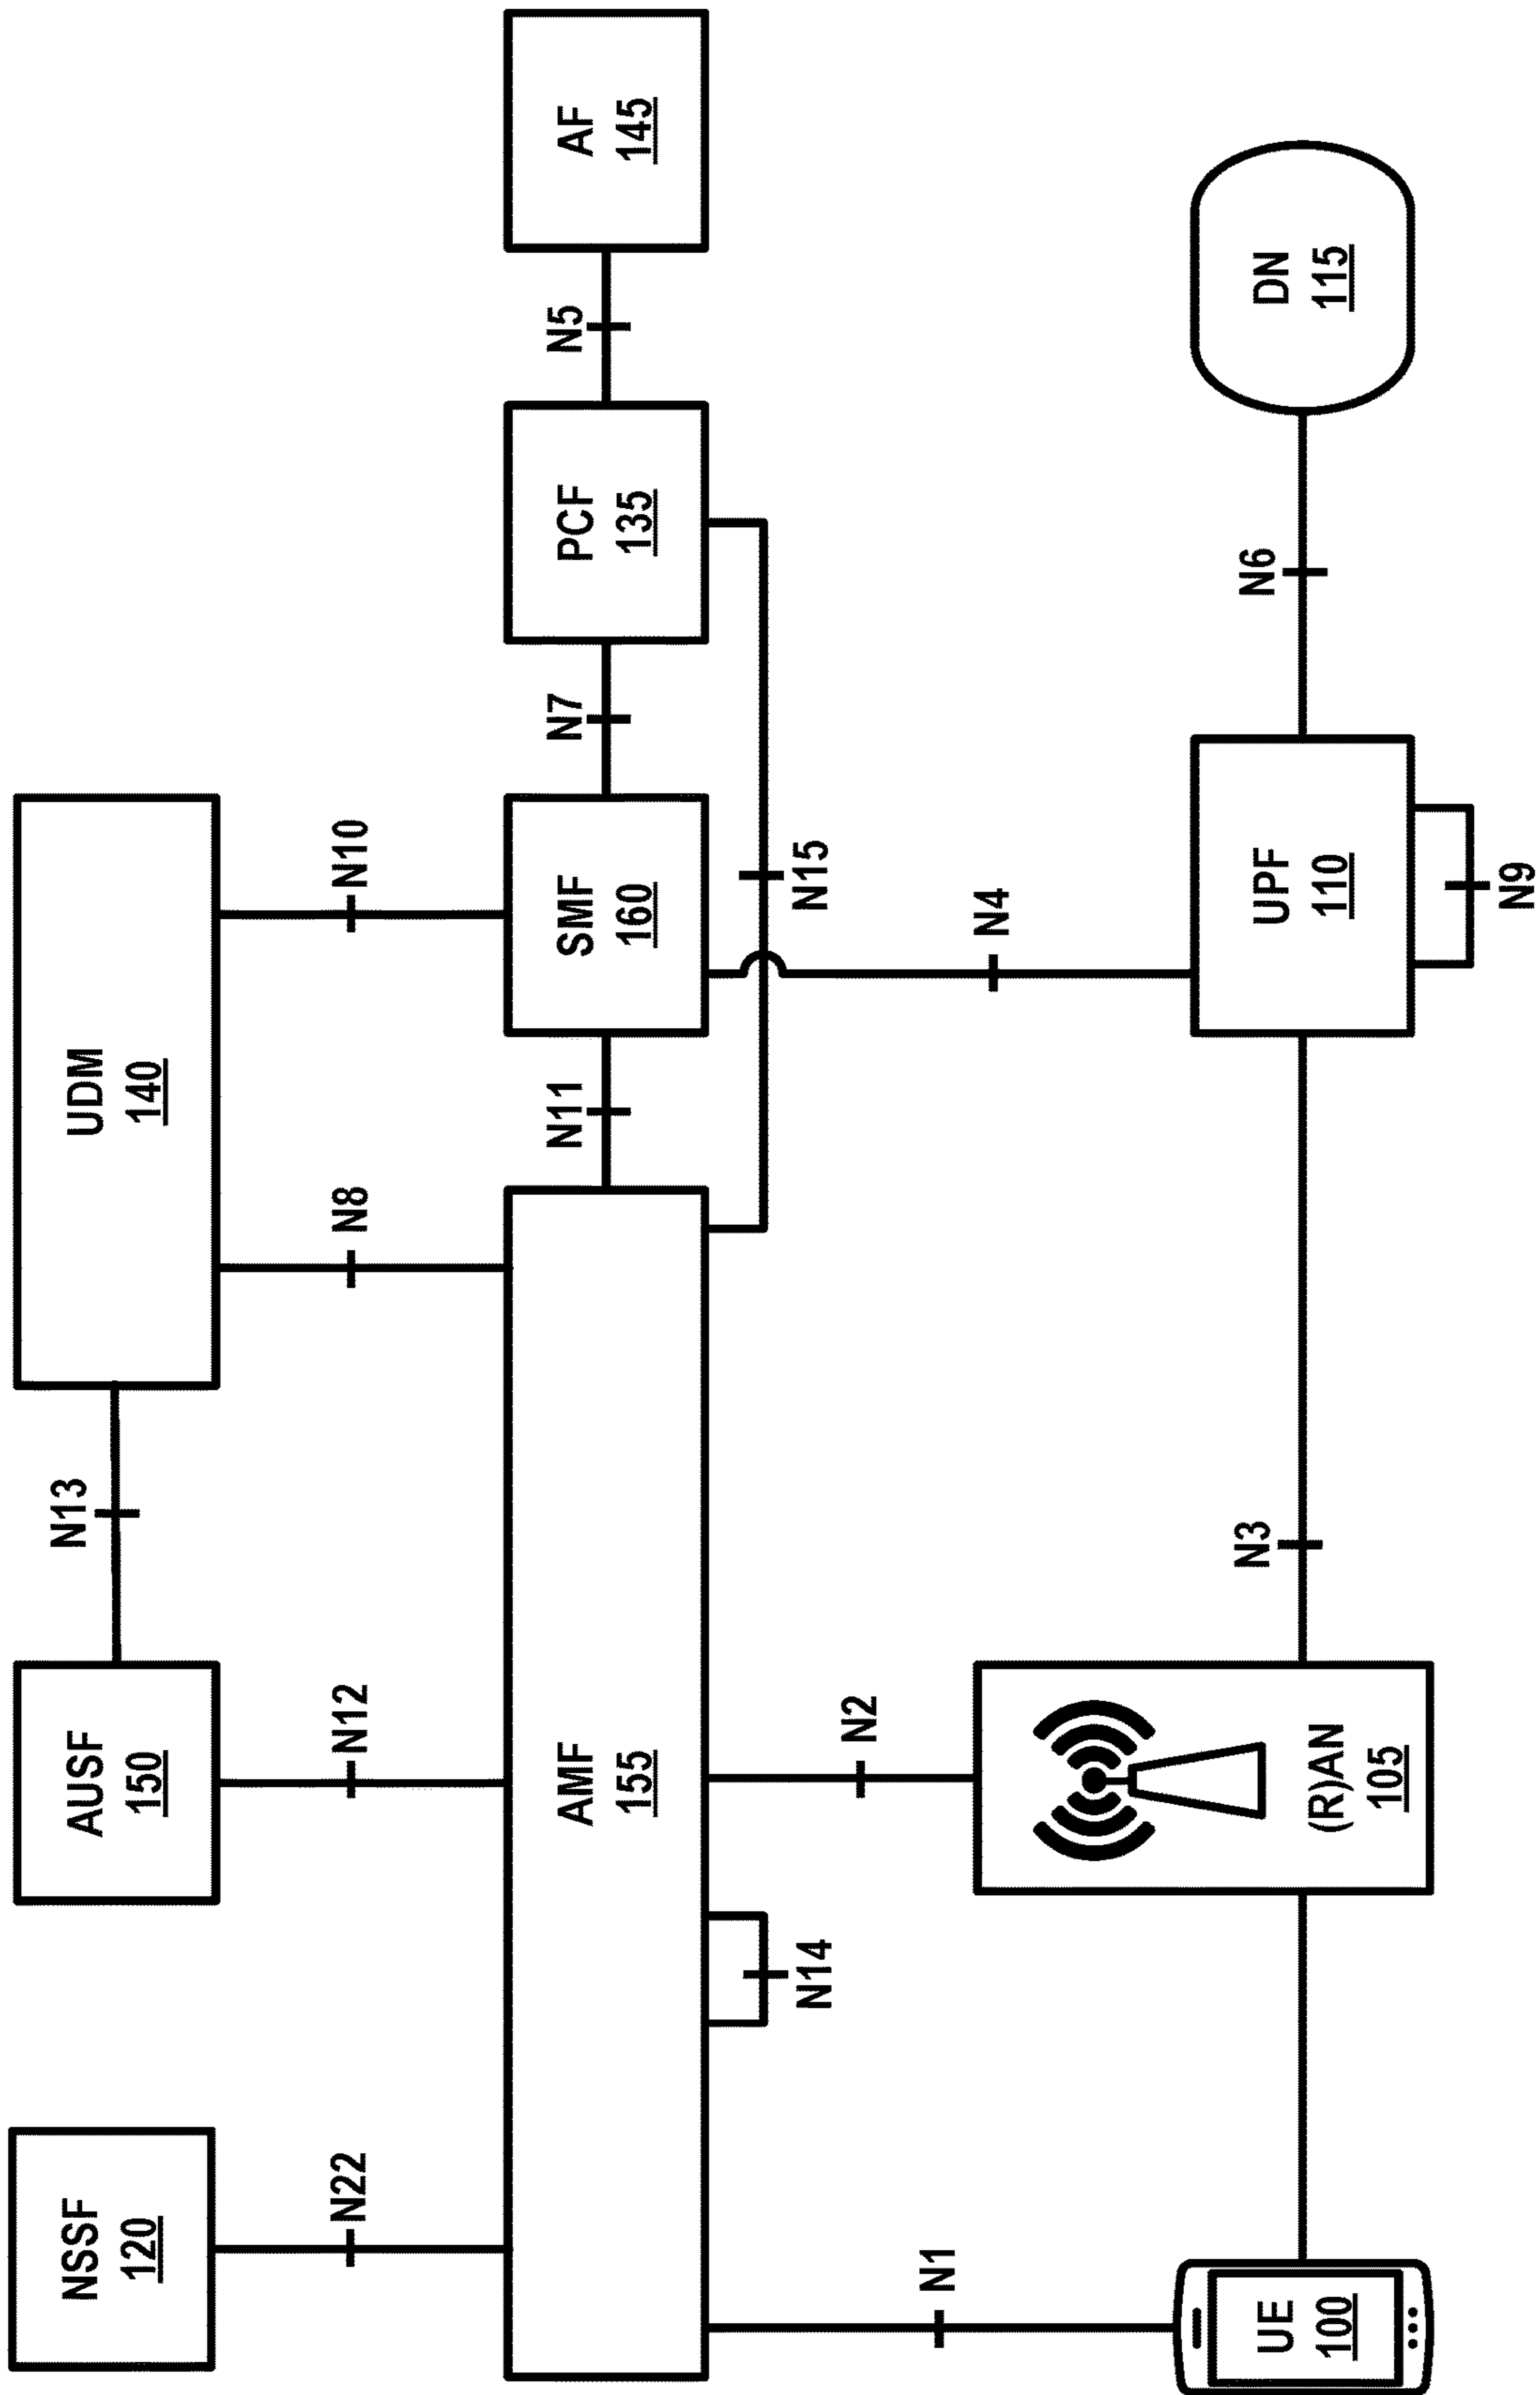 NSSF
120
AUSF
150
N13
UDM
140
N22
N12
N8
N10
AMF
155
N11
SMF
160
N7
PCF
135
N5
AF
145
N14
N15
N1
N2
N4
UE
100
(R)AN
105
N3
UPF
110
N6
DN
115
N9